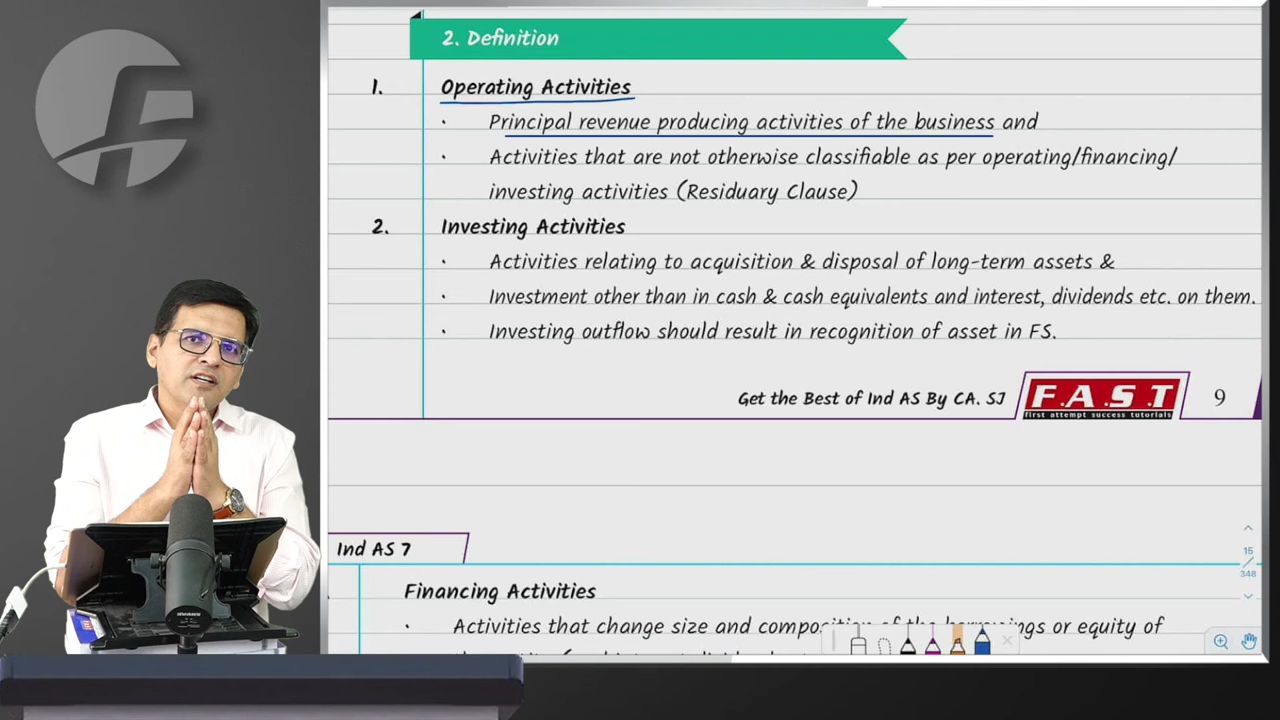 2. Definition
1. Operating Activities
· Principal revenue producing activities of the business and
· Activities that are not otherwise classifiable as per operating/financing/
investing activities (Residuary Clause)
2. Investing Activities
· Activities relating to acquisition & disposal of long-term assets &
· Investment other than in cash & cash equivalents and interest, dividends etc. on them.
· Investing outflow should result in recognition of asset in FS.
Get the Best of Ind AS By CA. SJ
F.A.S.T
first attempt success tutorials
9
Ind AS 7
15
348
Financing Activities
· Activities that change size and composition of the borrowings or equity of